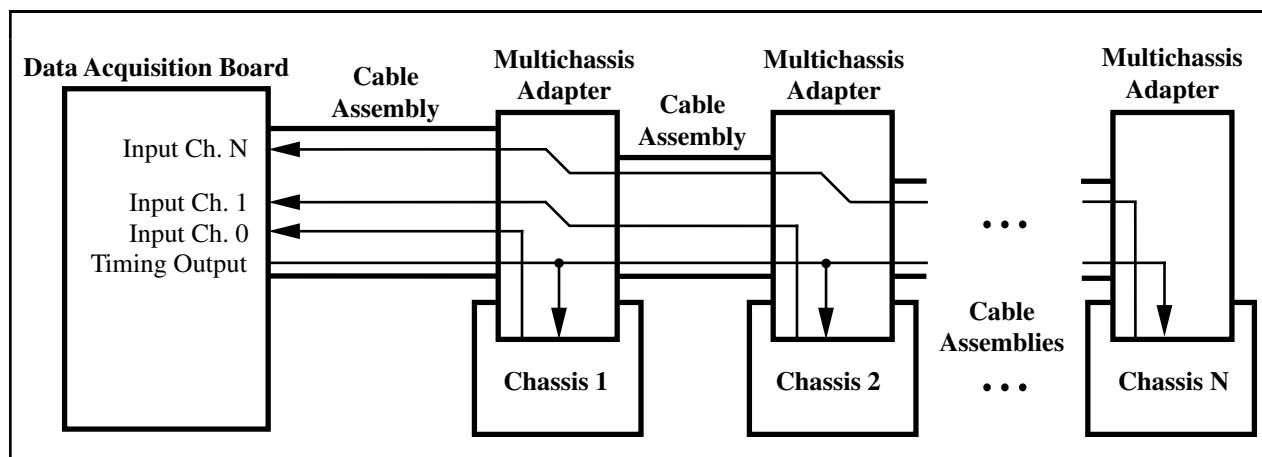 Data Acquisition Board
Cable
Assembly
Multichassis
Adapter
Cable
Assembly
Multichassis
Adapter
Multichassis
Adapter
Input Ch. N
Input Ch. 1
Input Ch. 0
Timing Output
• • •
Cable
Assemblies
• • •
Chassis 1
Chassis 2
Chassis N